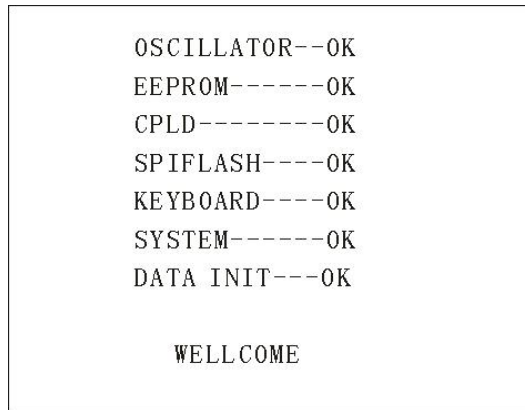 OSCILLATOR--OK
EEPROM------OK
CPLD--------OK
SPIFLASH----OK
KEYBOARD----OK
SYSTEM------OK
DATA INIT---OK
WELLCOME